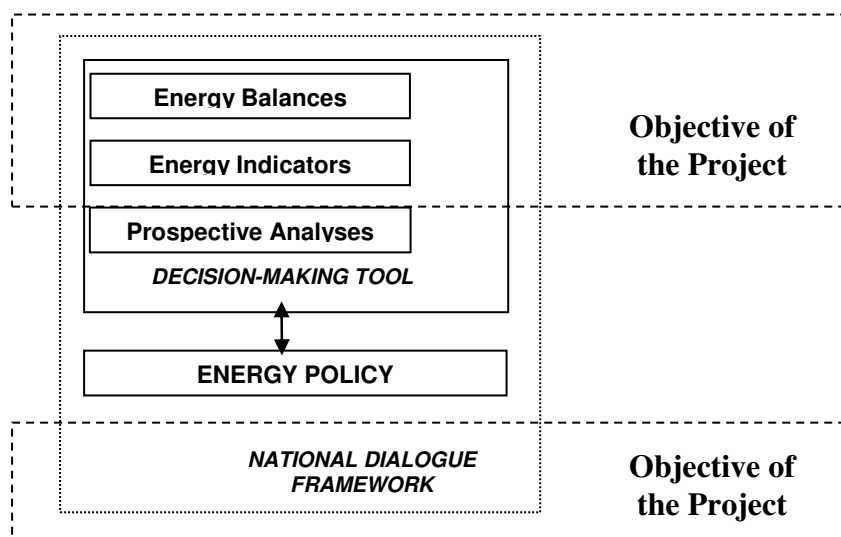 Energy Balances
Energy Indicators
Objective of
the Project
Prospective Analyses
DECISION-MAKING TOOL
ENERGY POLICY
NATIONAL DIALOGUE
FRAMEWORK
Objective of
the Project